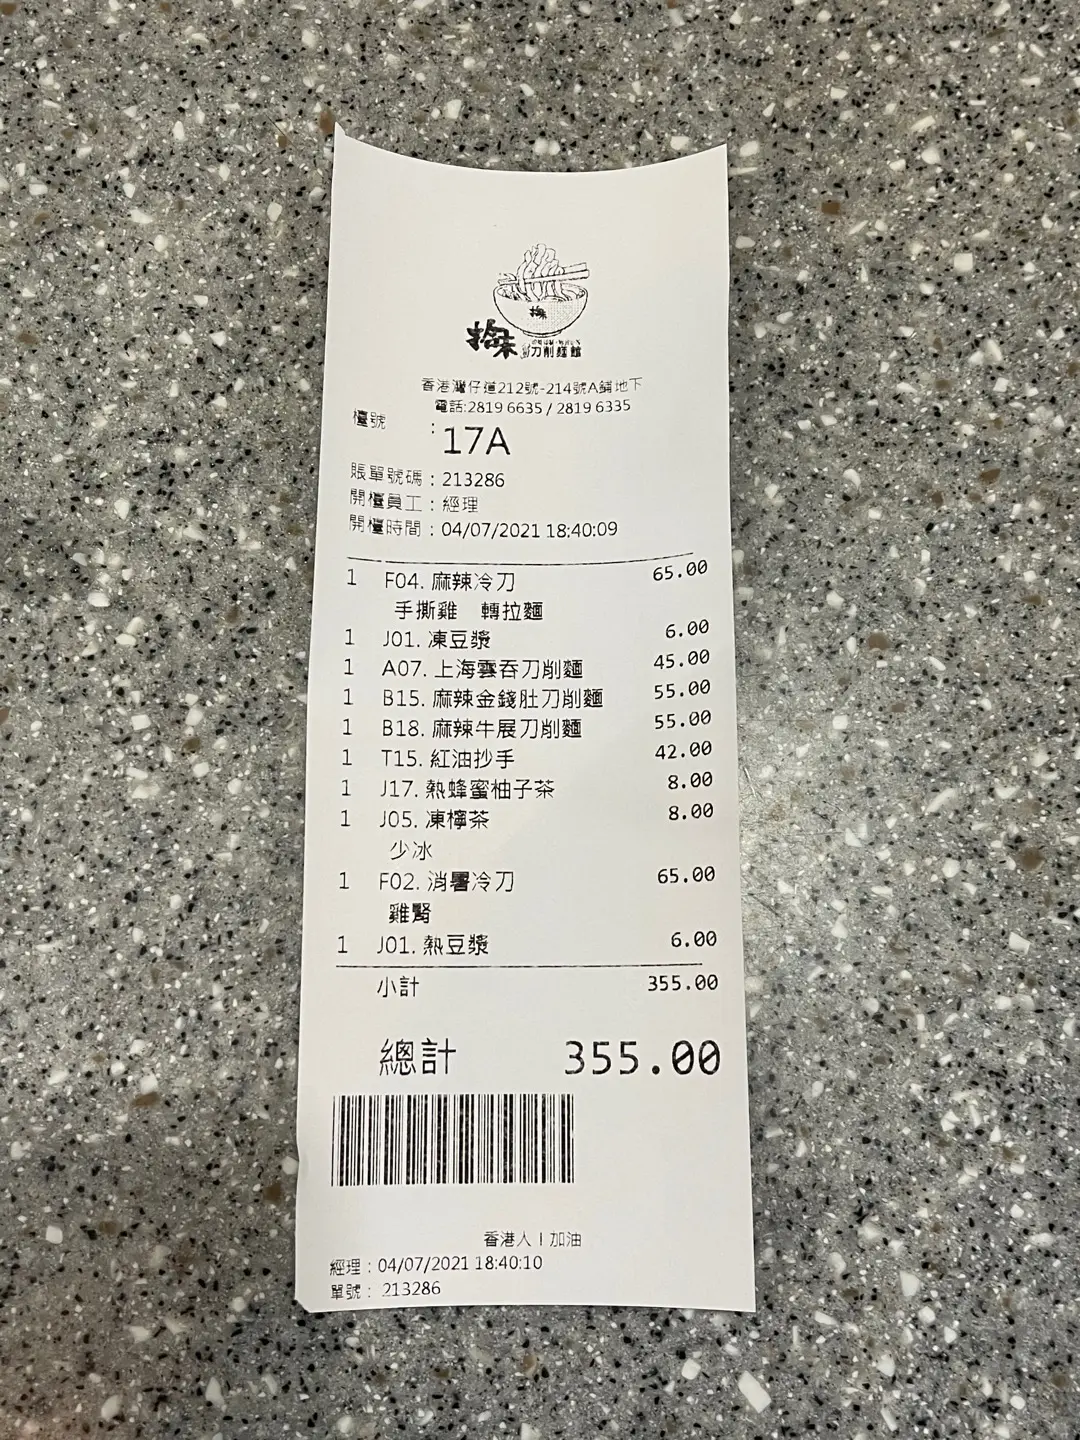 拾味
刀削麵館
香港灣仔道212號-214號A鋪地下
電話:2819 6635 / 2819 6335
檯號 : 17A
賬單號碼 : 213286
開檯員工 : 經理
開檯時間 : 04/07/2021 18:40:09
1 F04. 麻辣冷刀 65.00
手撕雞 轉拉麵
1 J01. 凍豆漿 6.00
1 A07. 上海雲吞刀削麵 45.00
1 B15. 麻辣金錢肚刀削麵 55.00
1 B18. 麻辣牛展刀削麵 55.00
1 T15. 紅油抄手 42.00
1 J17. 熱蜂蜜柚子茶 8.00
1 J05. 凍檸茶 8.00
少冰
1 F02. 消暑冷刀 65.00
雞腎
1 J01. 熱豆漿 6.00
小計 355.00
總計 355.00
香港人！加油
經理 : 04/07/2021 18:40:10
單號 : 213286